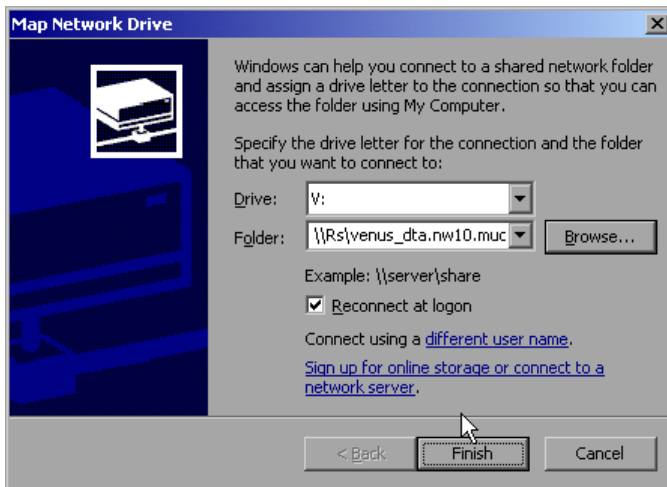 Map Network Drive
Windows can help you connect to a shared network folder
and assign a drive letter to the connection so that you can
access the folder using My Computer.
Specify the drive letter for the connection and the folder
that you want to connect to:
Drive: V:
Folder: \\Rs\venus_dta.nw10.muc Browse...
Example: \\server\share
Reconnect at logon
Connect using a different user name.
Sign up for online storage or connect to a
network server.
< Back Finish Cancel